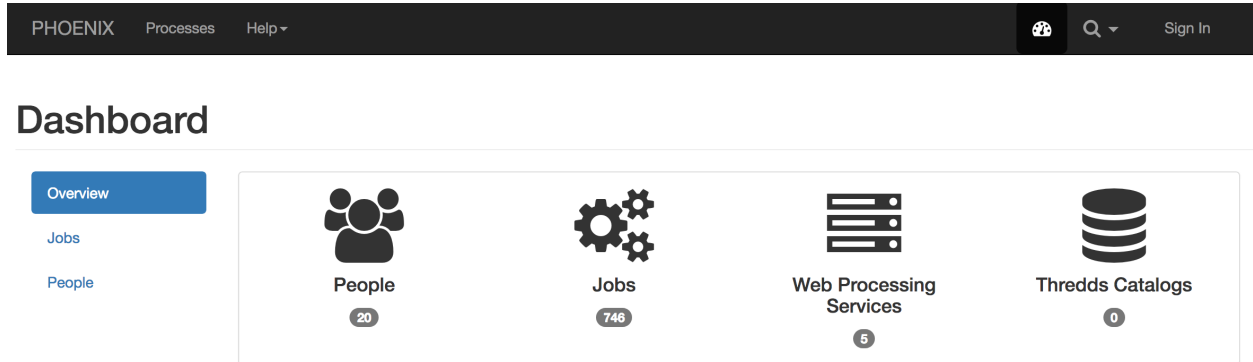 PHOENIX Processes Help Sign In
Dashboard
Overview
Jobs
People
People
20
Jobs
746
Web Processing
Services
5
Thredds Catalogs
0